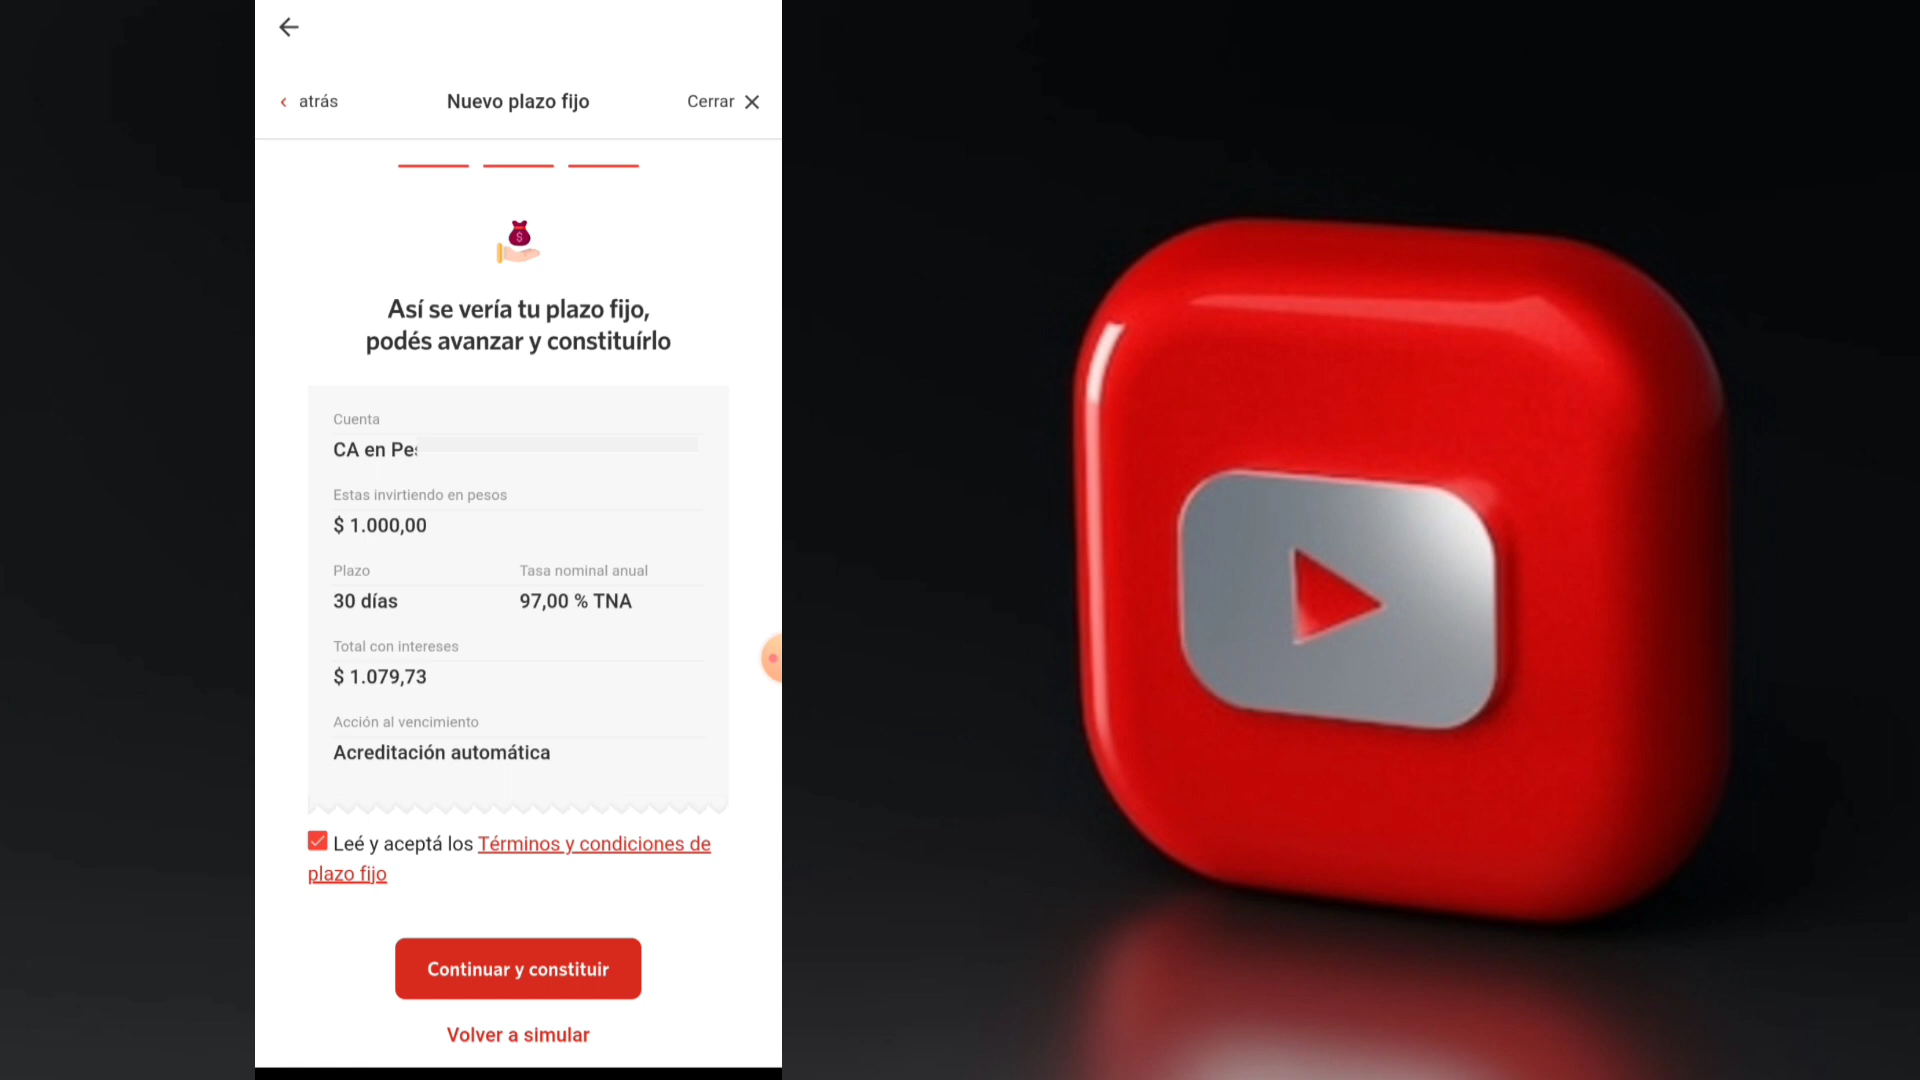 atrás
Nuevo plazo fijo
Cerrar
Así se vería tu plazo fijo,
podés avanzar y constituírlo
Cuenta
CA en
Estas invirtiendo en pesos
$ 1.000,00
Plazo
Tasa nominal anual
30 días
97,00 % TNA
Total con intereses
$ 1.079,73
Acción al vencimiento
Acreditación automática
Leé y aceptá los Términos y condiciones de
plazo fijo
Continuar y constituir
Volver a simular